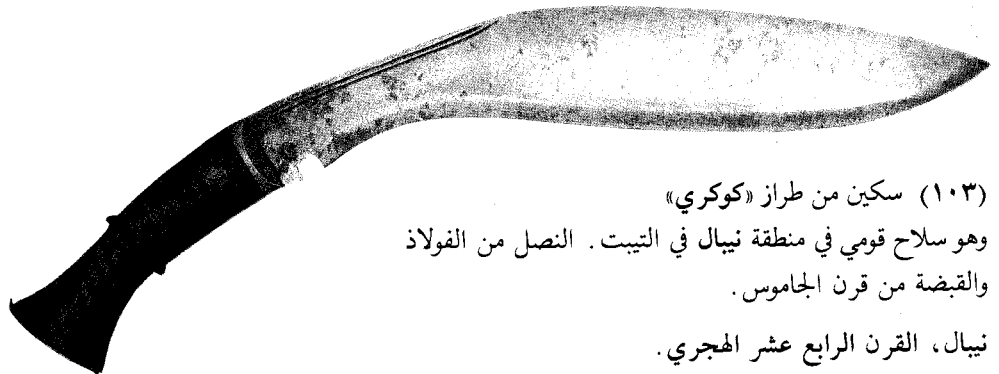 (١٠٣) سكين من طراز «كوكري»
وهو سلاح قومي في منطقة نيبال في التيبت. النصل من الفولاذ
والقبضة من قرن الجاموس.
نيبال، القرن الرابع عشر الهجري.